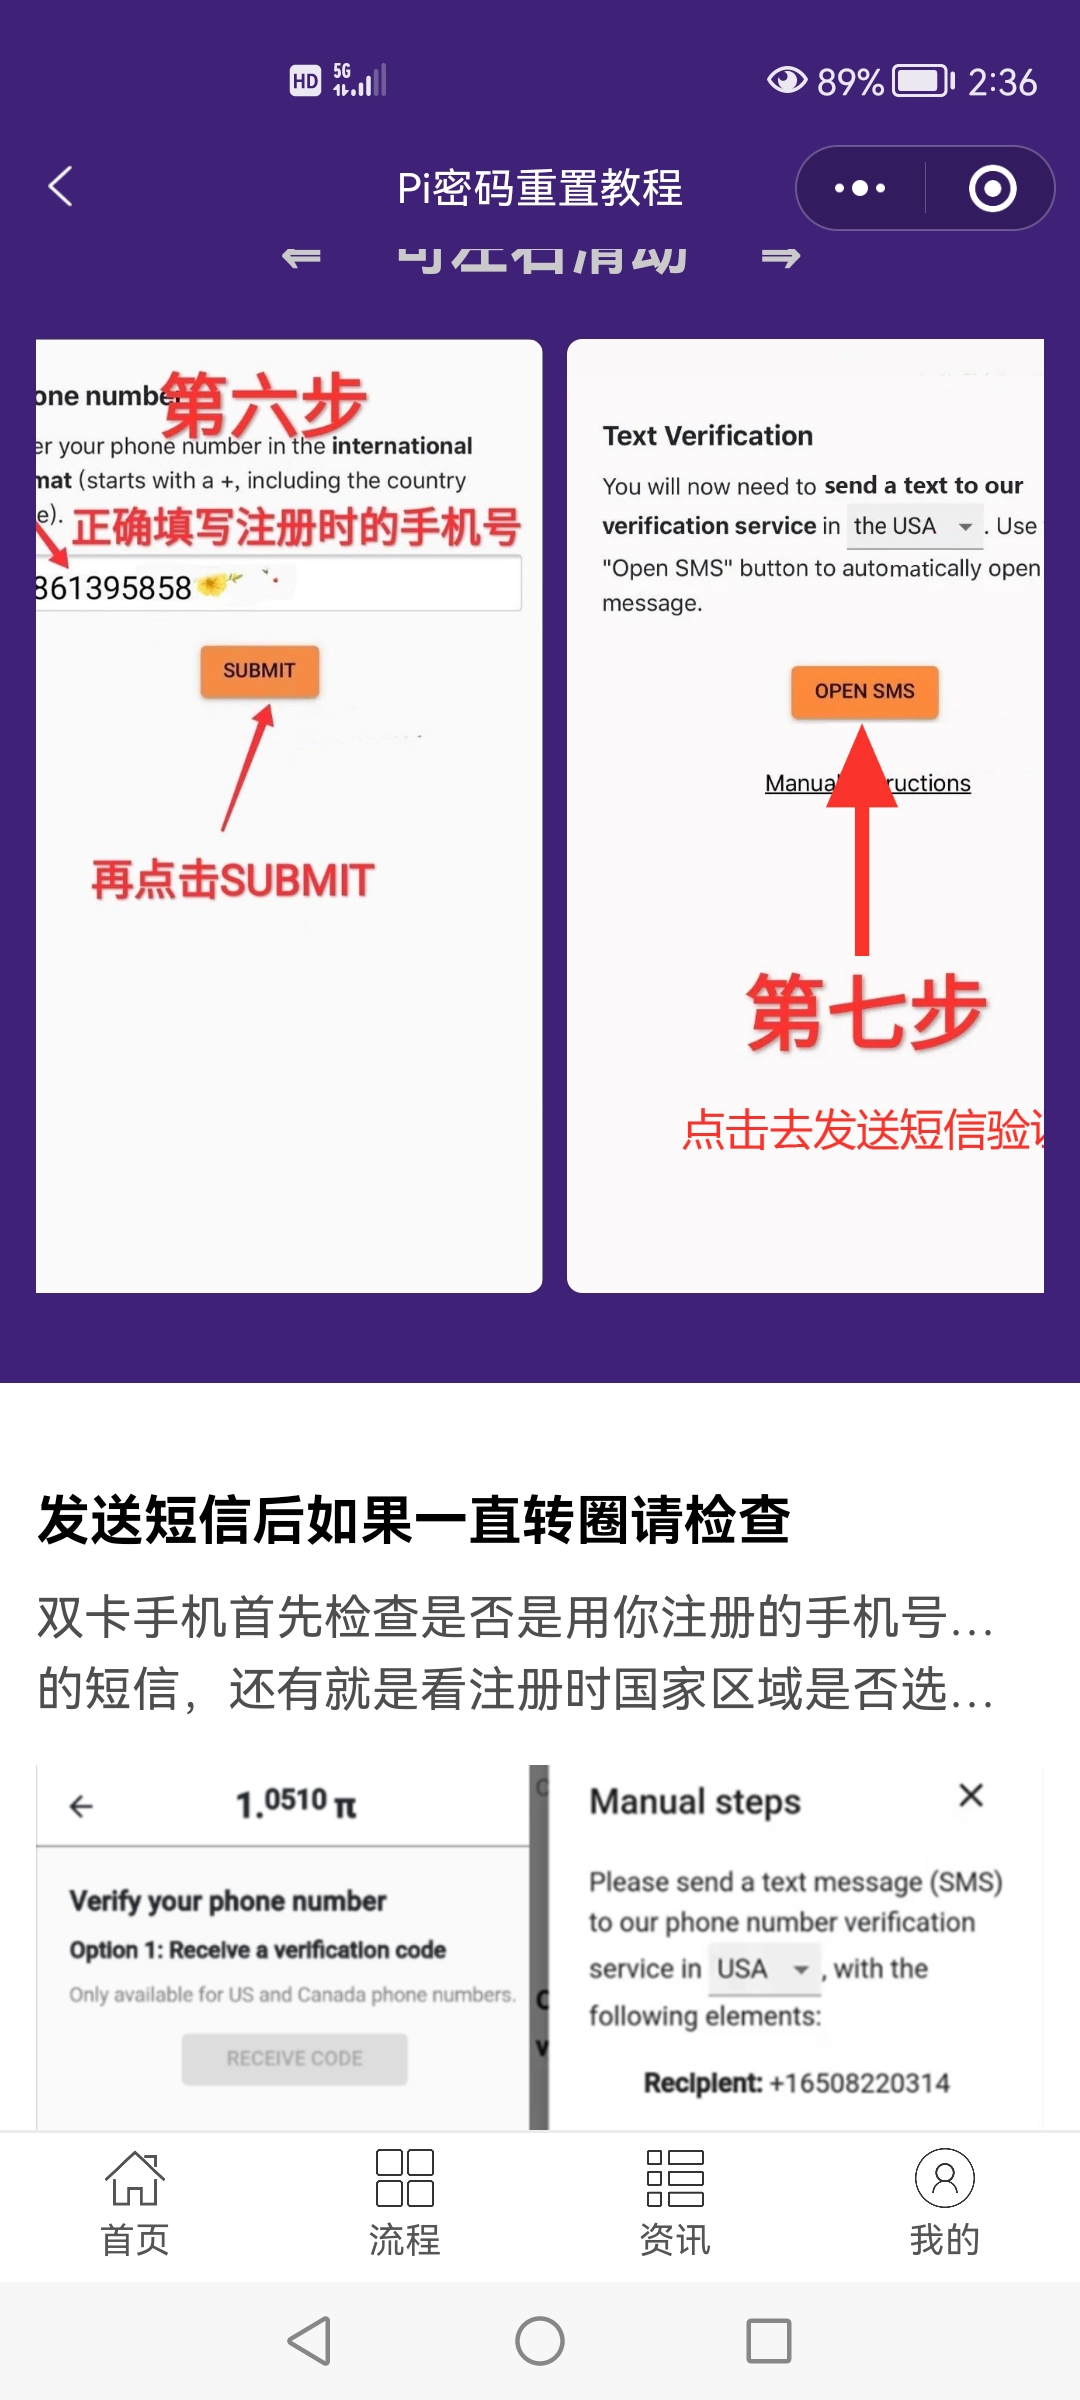 HD 5G 89% 2:36
Pi密码重置教程
⇐ 可左右滑动 ⇒
one number
第六步
er your phone number in the international
mat (starts with a +, including the country
e).
正确填写注册时的手机号
861395858
SUBMIT
再点击SUBMIT
Text Verification
You will now need to send a text to our
verification service in the USA . Use
"Open SMS" button to automatically open
message.
OPEN SMS
Manual Instructions
第七步
点击去发送短信验证
发送短信后如果一直转圈请检查
双卡手机首先检查是否是用你注册的手机号…
的短信，还有就是看注册时国家区域是否选…
1.0510 π
Verify your phone number
Option 1: Receive a verification code
Only available for US and Canada phone numbers.
RECEIVE CODE
Manual steps
Please send a text message (SMS)
to our phone number verification
service in USA , with the
following elements:
Recipient: +16508220314
首页
流程
资讯
我的